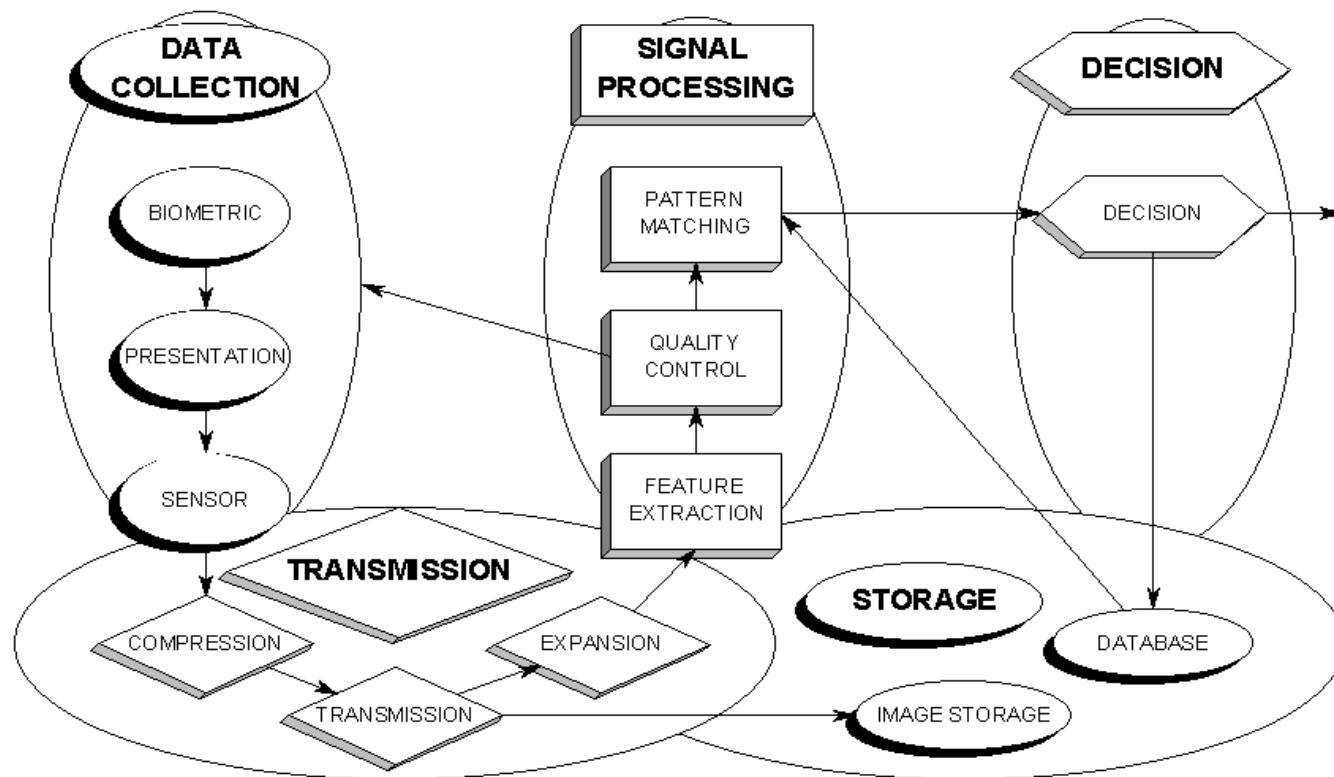 DATA
COLLECTION
SIGNAL
PROCESSING
DECISION
BIOMETRIC
PATTERN
MATCHING
DECISION
PRESENTATION
QUALITY
CONTROL
SENSOR
FEATURE
EXTRACTION
TRANSMISSION
STORAGE
COMPRESSION
EXPANSION
DATABASE
TRANSMISSION
IMAGE STORAGE